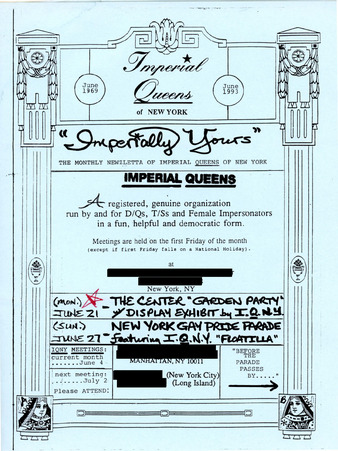 Imperial
Queens
of NEW YORK
June
1969
June
1993
"Imperially Yours"
THE MONTHLY NEWILETTA OF IMPERIAL QUEENS OF NEW YORK
IMPERIAL QUEENS
A registered, genuine organization
run by and for D/Qs, T/Ss and Female Impersonators
in a fun, helpful and democratic form.
Meetings are held on the first Friday of the month
(except if first Friday falls on a National Holiday).
at
New York, NY
(MON:) THE CENTER "GARDEN PARTY"
JUNE 21 - DISPLAY EXHIBIT by I.Q.N.Y.
(SUN:) NEW YORK GAY PRIDE PARADE
JUNE 27 - featuring I.Q.N.Y. "FLOATILLA"
IQNY MEETINGS:
current month
June 4
next meeting:
July 2
Please ATTEND!
MANHATTAN, NY 10011
(New York City)
(Long Island)
"BEFORE
THE
PARADE
PASSES
BY....."